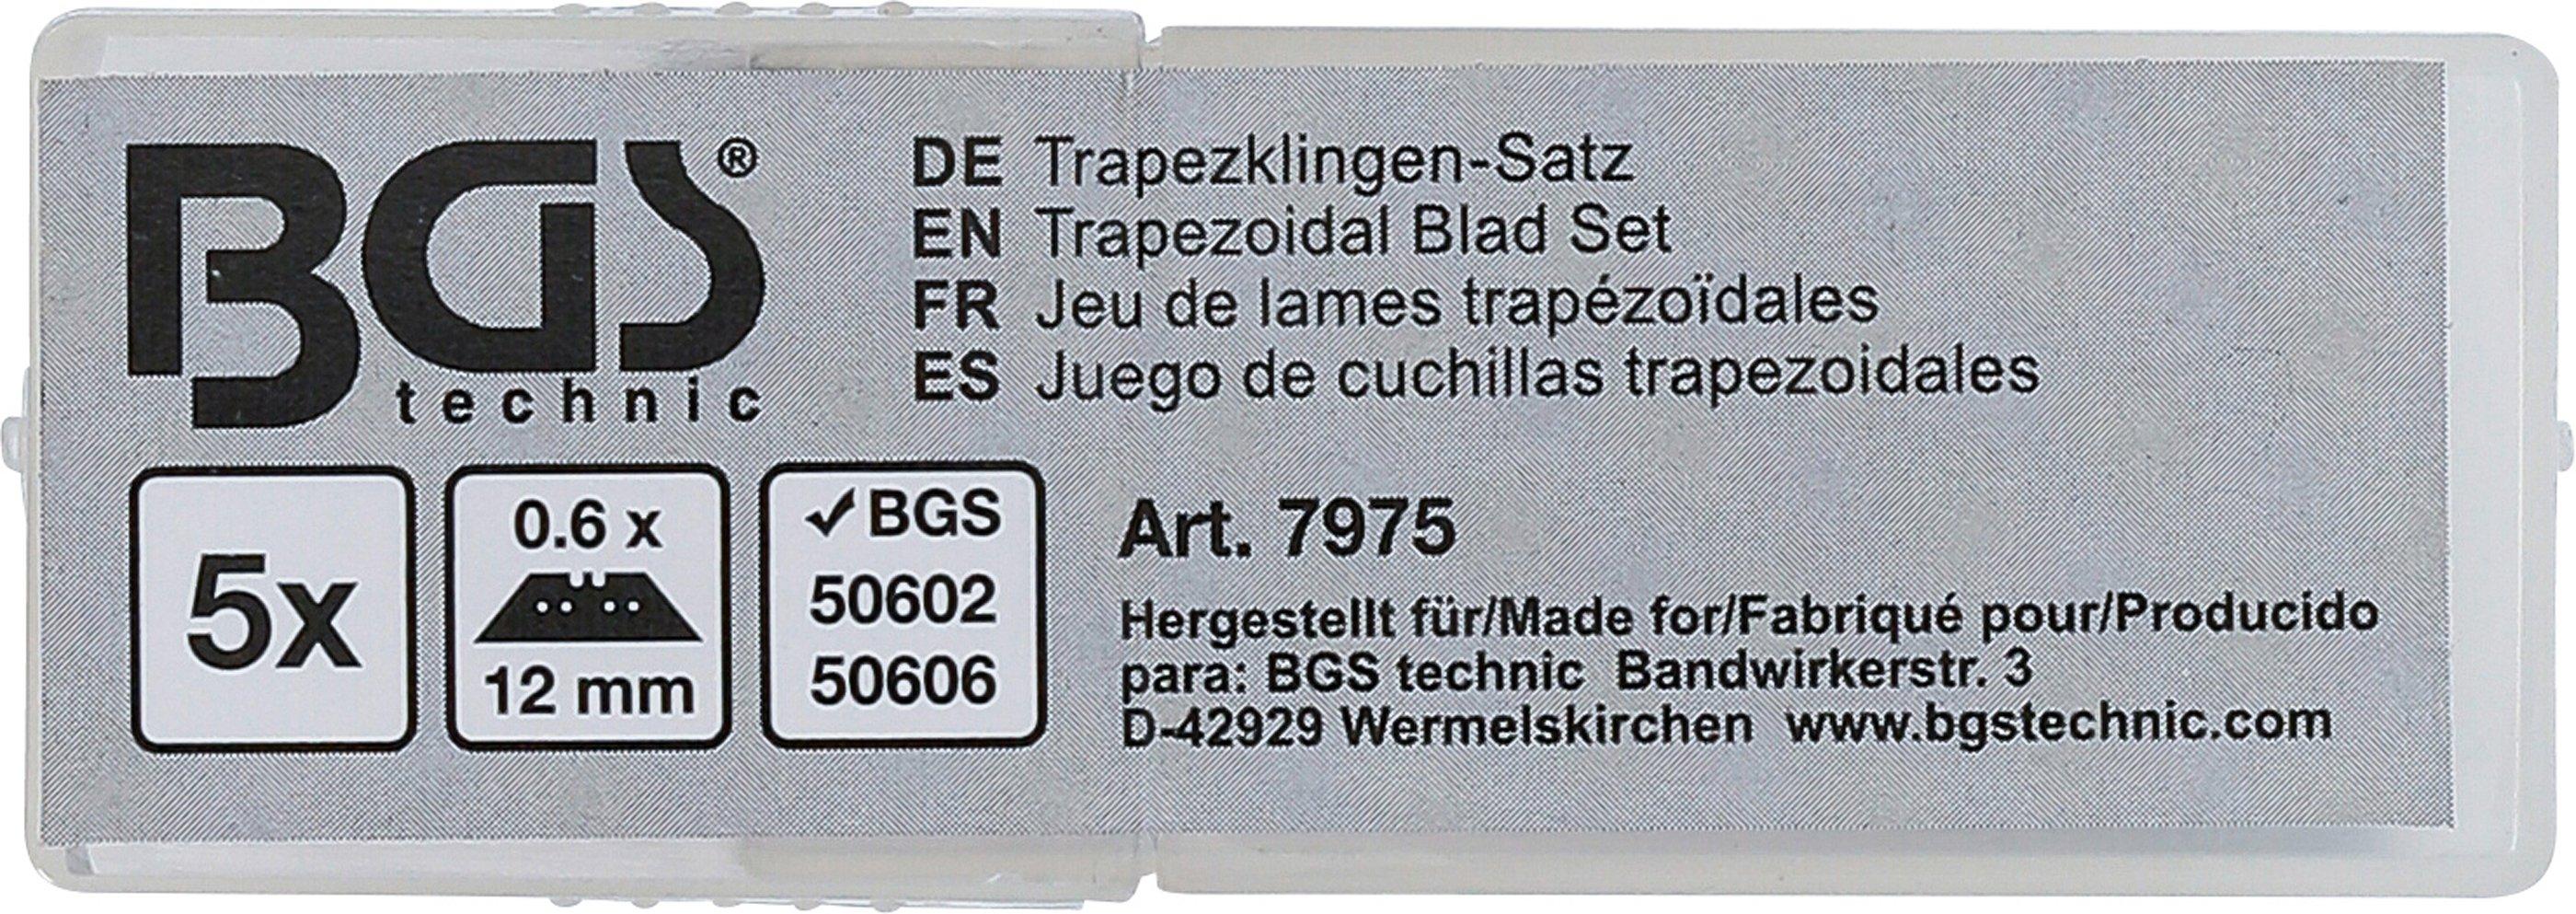 BGS®
technic
DE Trapezklingen-Satz
EN Trapezoidal Blad Set
FR Jeu de lames trapézoïdales
ES Juego de cuchillas trapezoidales
5x
0.6 x
12 mm
✓BGS
50602
50606
Art. 7975
Hergestellt für/Made for/Fabriqué pour/Producido
para: BGS technic Bandwirkerstr. 3
D-42929 Wermelskirchen www.bgstechnic.com